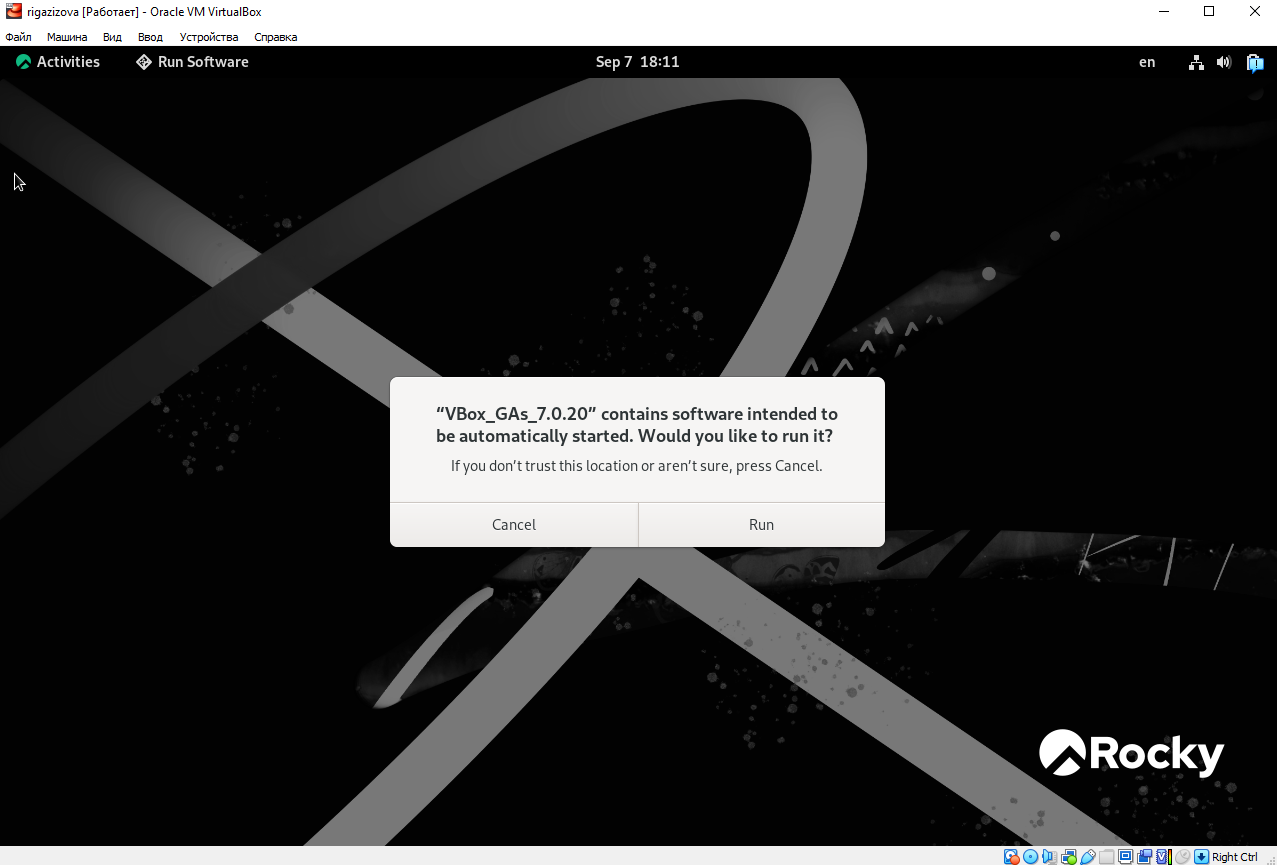 rigazizova [Работает] - Oracle VM VirtualBox
Файл Машина Вид Ввод Устройства Справка
Activities Run Software Sep 7 18:11 en
“VBox_GAs_7.0.20” contains software intended to
be automatically started. Would you like to run it?
If you don’t trust this location or aren’t sure, press Cancel.
Cancel Run
Rocky
Right Ctrl